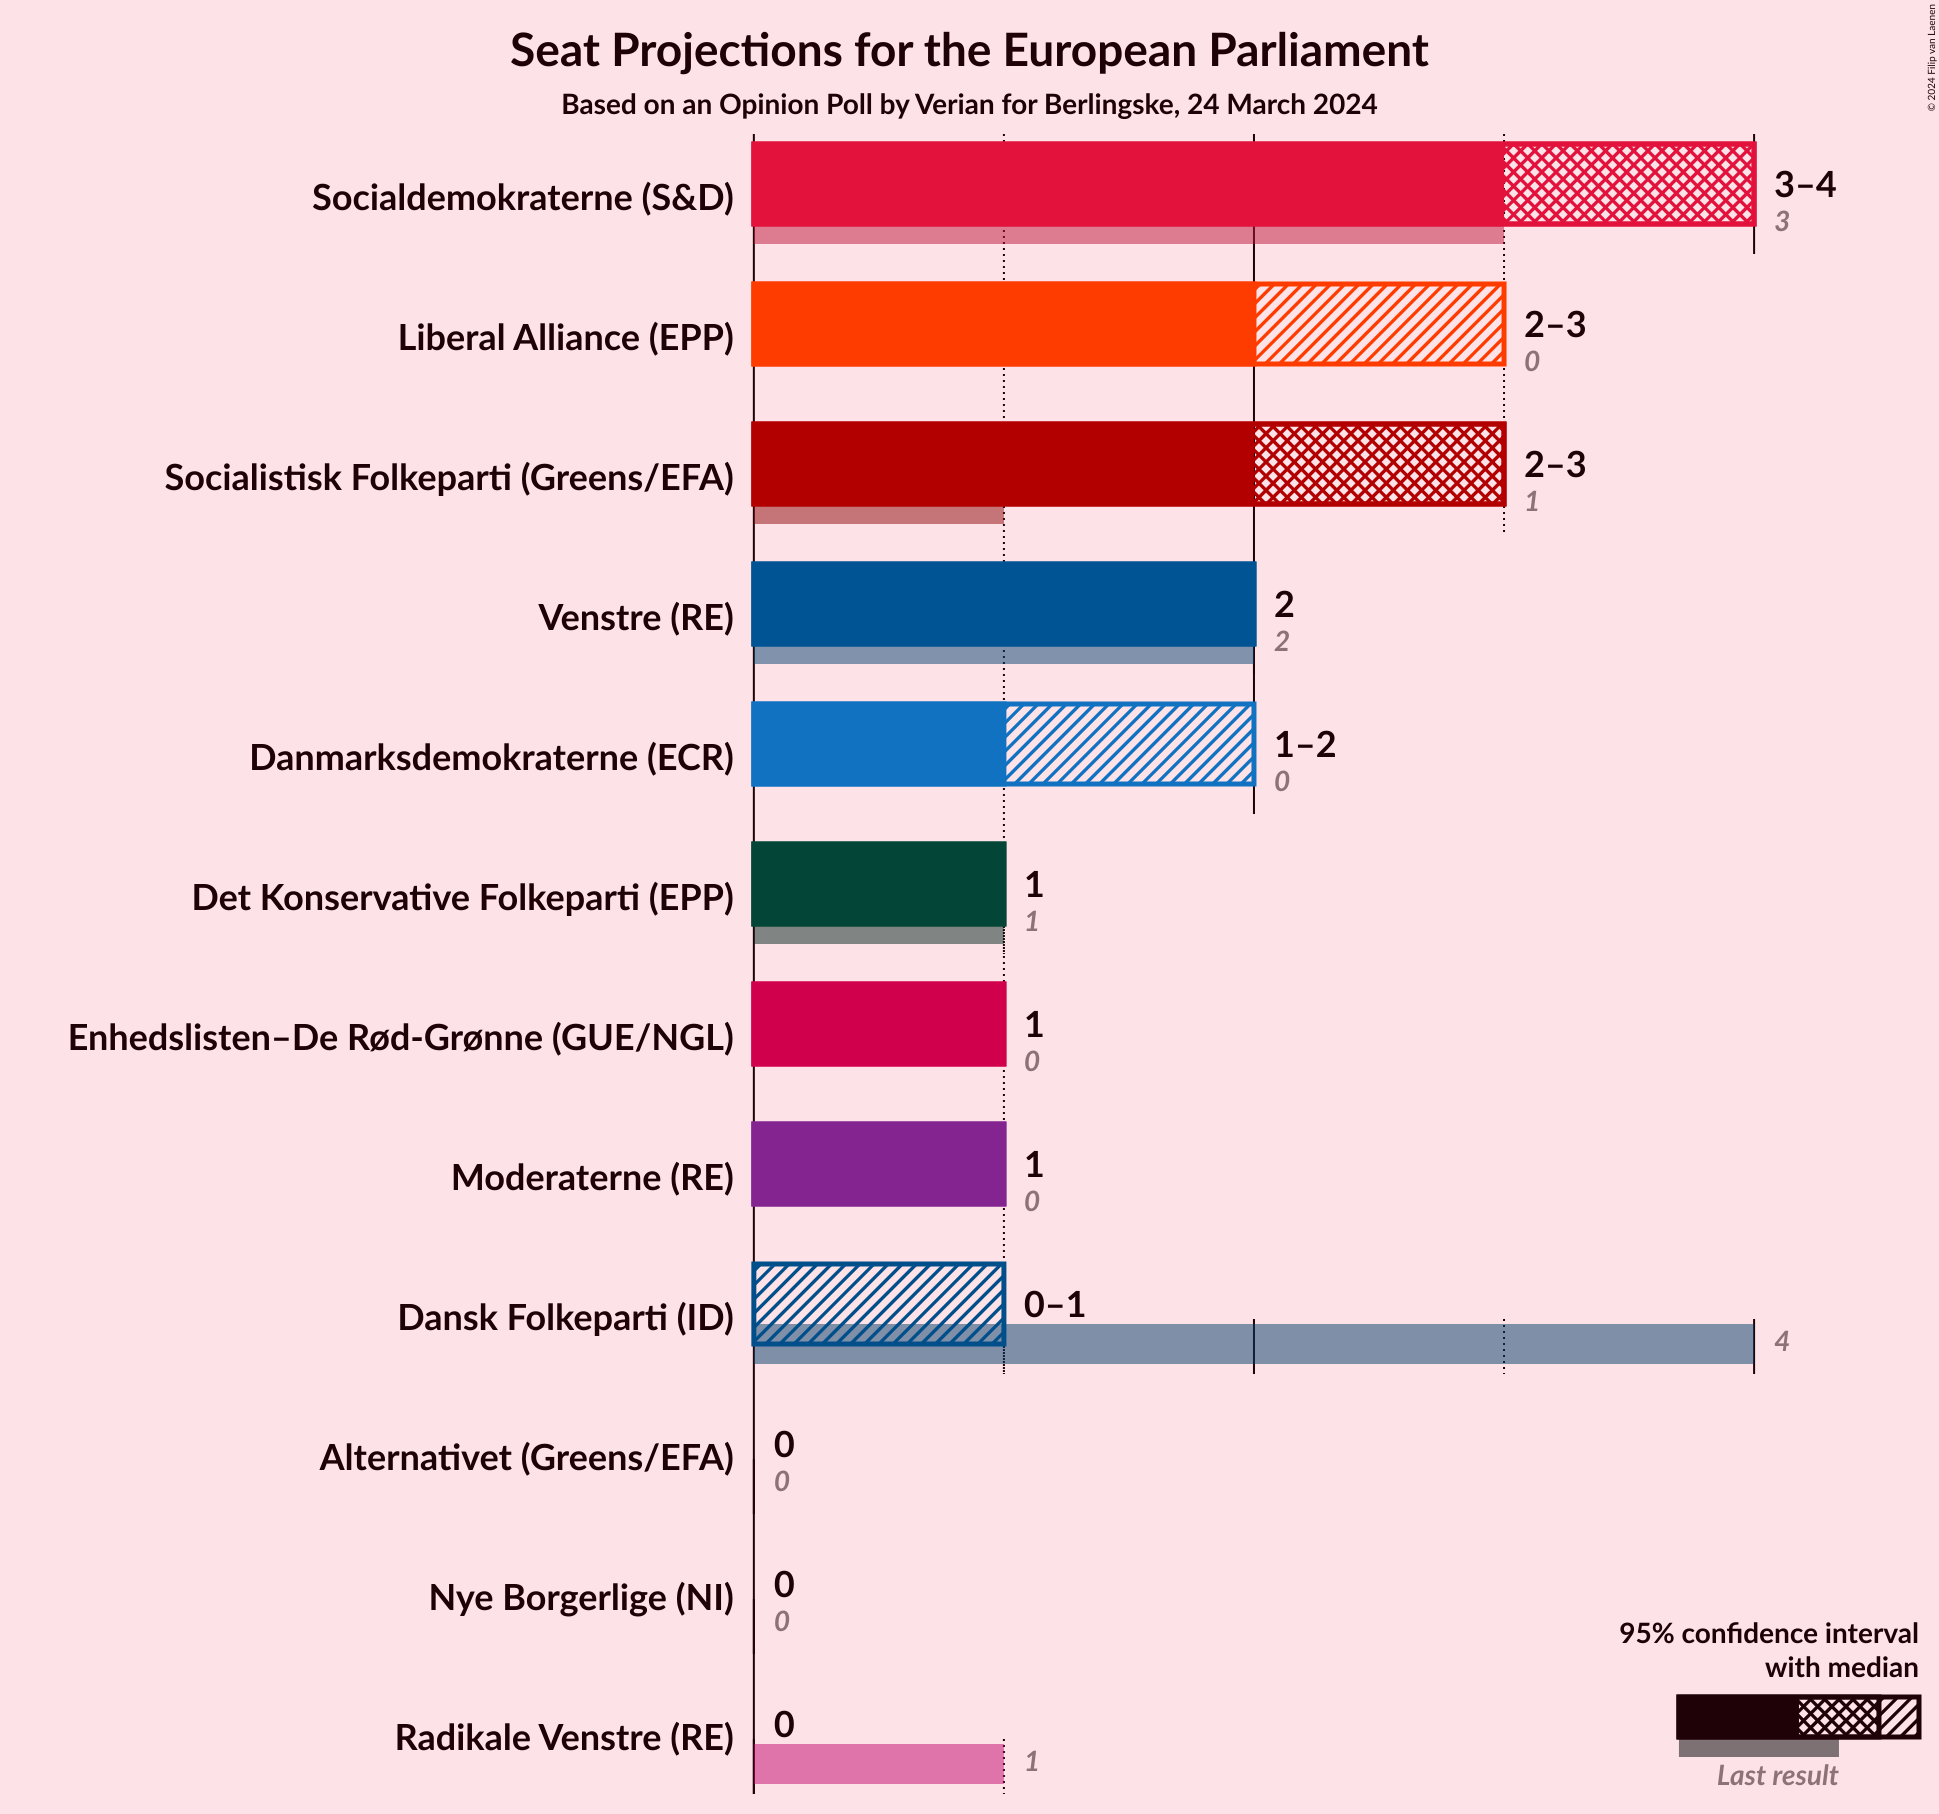 Seat Projections for the European Parliament
Based on an Opinion Poll by Verian for Berlingske, 24 March 2024
© 2024 Filip van Laenen
Socialdemokraterne (S&D)
3–4
3
Liberal Alliance (EPP)
2–3
0
Socialistisk Folkeparti (Greens/EFA)
2–3
1
Venstre (RE)
2
2
Danmarksdemokraterne (ECR)
1–2
0
Det Konservative Folkeparti (EPP)
1
1
Enhedslisten–De Rød-Grønne (GUE/NGL)
1
0
Moderaterne (RE)
1
0
Dansk Folkeparti (ID)
0–1
4
Alternativet (Greens/EFA)
0
0
Nye Borgerlige (NI)
0
0
Radikale Venstre (RE)
0
1
95% confidence interval
with median
Last result